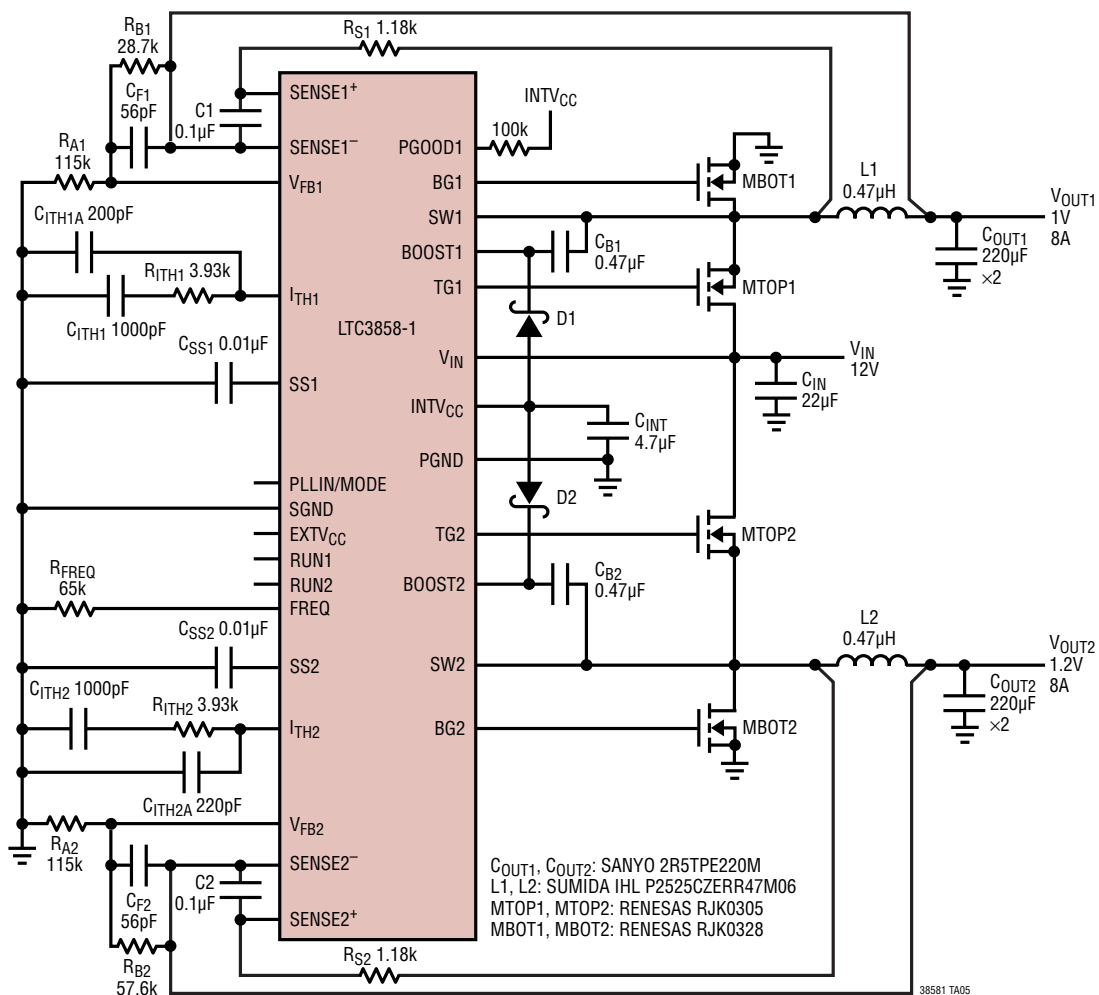 RB1
28.7k
CF1
56pF
RA1
115k
CITH1A 200pF
RITH1 3.93k
CITH1 1000pF
CSS1 0.01µF
RFREQ
65k
CSS2 0.01µF
CITH2 1000pF
RITH2 3.93k
CITH2A 220pF
RA2
115k
CF2
56pF
RB2
57.6k
C1
0.1µF
C2
0.1µF
RS1 1.18k
RS2 1.18k
LTC3858-1
SENSE1+
SENSE1–
VFB1
ITH1
SS1
PLLIN/MODE
SGND
EXTVCC
RUN1
RUN2
FREQ
SS2
ITH2
VFB2
SENSE2–
SENSE2+
PGOOD1
BG1
SW1
BOOST1
TG1
VIN
INTVCC
PGND
TG2
BOOST2
SW2
BG2
INTVCC
100k
MBOT1
L1
0.47µH
VOUT1
1V
8A
COUT1
220µF
×2
CB1
0.47µF
MTOP1
D1
VIN
12V
CIN
22µF
CINT
4.7µF
D2
MTOP2
CB2
0.47µF
L2
0.47µH
VOUT2
1.2V
8A
COUT2
220µF
×2
MBOT2
COUT1, COUT2: SANYO 2R5TPE220M
L1, L2: SUMIDA IHL P2525CZERR47M06
MTOP1, MTOP2: RENESAS RJK0305
MBOT1, MBOT2: RENESAS RJK0328
38581 TA05